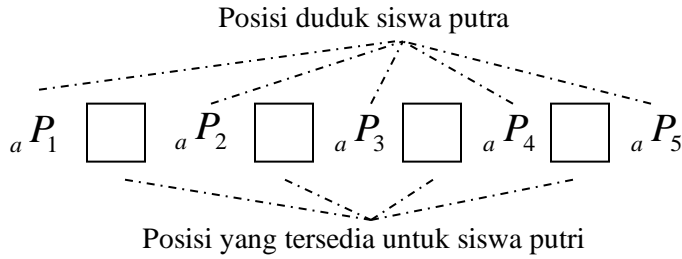 Posisi duduk siswa putra
aP1 aP2 aP3 aP4 aP5
Posisi yang tersedia untuk siswa putri